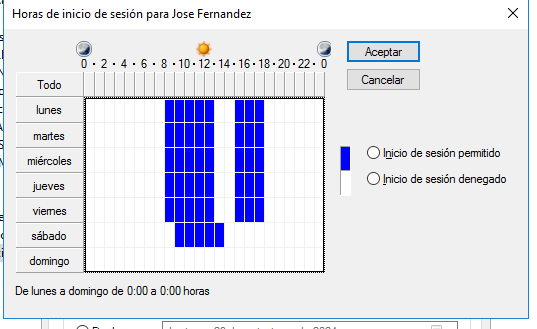 Horas de inicio de sesión para Jose Fernandez
0 · 2 · 4 · 6 · 8 · 10 · 12 · 14 · 16 · 18 · 20 · 22 · 0
Aceptar
Cancelar
Todo
lunes
martes
miércoles
jueves
viernes
sábado
domingo
Inicio de sesión permitido
Inicio de sesión denegado
De lunes a domingo de 0:00 a 0:00 horas